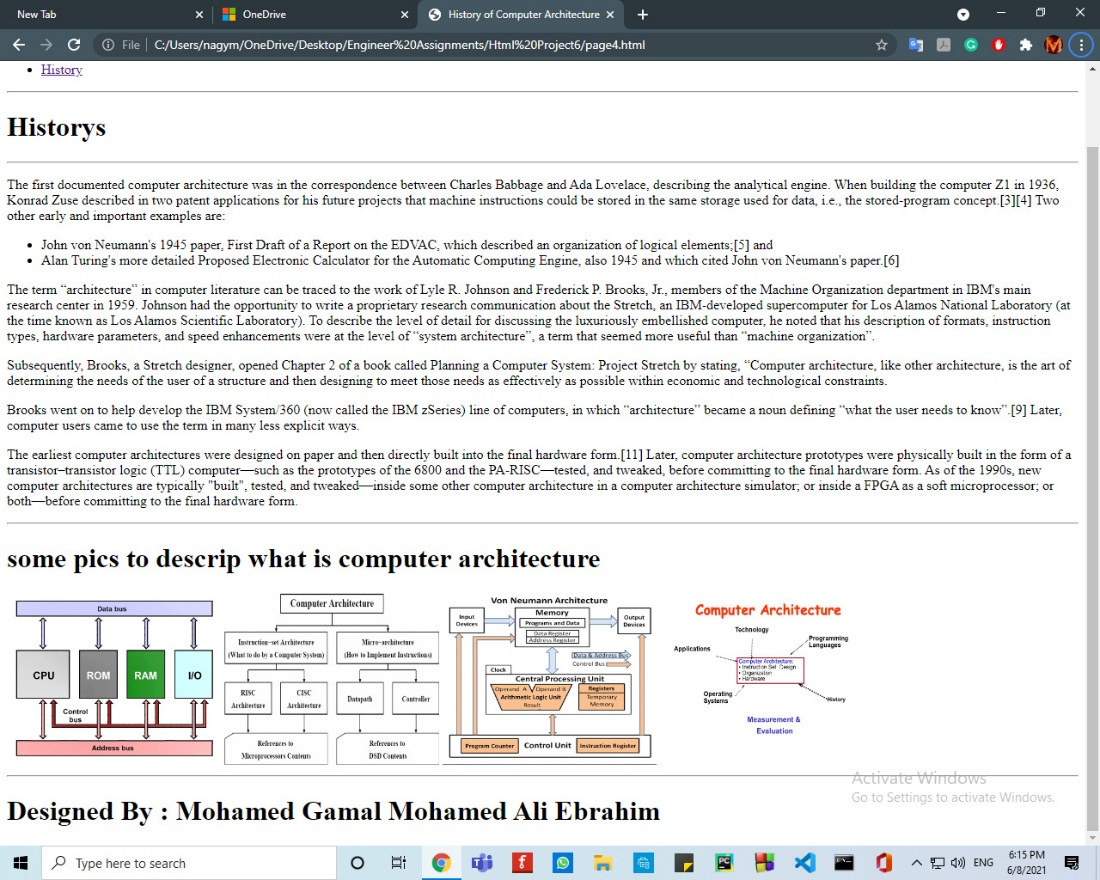 New Tab
OneDrive
History of Computer Architecture
File
C:/Users/nagym/OneDrive/Desktop/Engineer%20Assignments/Html%20Project6/page4.html
History
Historys
The first documented computer architecture was in the correspondence between Charles Babbage and Ada Lovelace, describing the analytical engine. When building the computer Z1 in 1936,
Konrad Zuse described in two patent applications for his future projects that machine instructions could be stored in the same storage used for data, i.e., the stored-program concept.[3][4] Two
other early and important examples are:
• John von Neumann's 1945 paper, First Draft of a Report on the EDVAC, which described an organization of logical elements;[5] and
• Alan Turing's more detailed Proposed Electronic Calculator for the Automatic Computing Engine, also 1945 and which cited John von Neumann's paper.[6]
The term “architecture” in computer literature can be traced to the work of Lyle R. Johnson and Frederick P. Brooks, Jr., members of the Machine Organization department in IBM's main
research center in 1959. Johnson had the opportunity to write a proprietary research communication about the Stretch, an IBM-developed supercomputer for Los Alamos National Laboratory (at
the time known as Los Alamos Scientific Laboratory). To describe the level of detail for discussing the luxuriously embellished computer, he noted that his description of formats, instruction
types, hardware parameters, and speed enhancements were at the level of “system architecture”, a term that seemed more useful than “machine organization”.
Subsequently, Brooks, a Stretch designer, opened Chapter 2 of a book called Planning a Computer System: Project Stretch by stating, “Computer architecture, like other architecture, is the art of
determining the needs of the user of a structure and then designing to meet those needs as effectively as possible within economic and technological constraints.
Brooks went on to help develop the IBM System/360 (now called the IBM zSeries) line of computers, in which “architecture” became a noun defining “what the user needs to know”.[9] Later,
computer users came to use the term in many less explicit ways.
The earliest computer architectures were designed on paper and then directly built into the final hardware form.[11] Later, computer architecture prototypes were physically built in the form of a
transistor–transistor logic (TTL) computer—such as the prototypes of the 6800 and the PA-RISC—tested, and tweaked, before committing to the final hardware form. As of the 1990s, new
computer architectures are typically "built", tested, and tweaked—inside some other computer architecture in a computer architecture simulator; or inside a FPGA as a soft microprocessor; or
both—before committing to the final hardware form.
some pics to descrip what is computer architecture
Data bus
CPU
ROM
RAM
I/O
Control
bus
Address bus
Computer Architecture
Instruction-set Architecture
(What to do by a Computer System)
Micro-architecture
(How to Implement Instructions)
RISC
Architecture
CISC
Architecture
Datapath
Controller
References to
Microprocessors Contents
References to
DSD Contents
Von Neumann Architecture
Input
Devices
Memory
Programs and Data
Data Register
Address Register
Output
Devices
Data & Address Bus
Control Bus
Clock
Central Processing Unit
Operand A
Operand B
Arithmetic Logic Unit
Result
Registers
Temporary
Memory
Program Counter
Control Unit
Instruction Register
Computer Architecture
Technology
Programming
Languages
Applications
Computer Architecture:
• Instruction Set Design
• Organization
• Hardware
Operating
Systems
History
Measurement &
Evaluation
Designed By : Mohamed Gamal Mohamed Ali Ebrahim
Activate Windows
Go to Settings to activate Windows.
Type here to search
ENG
6:15 PM
6/8/2021